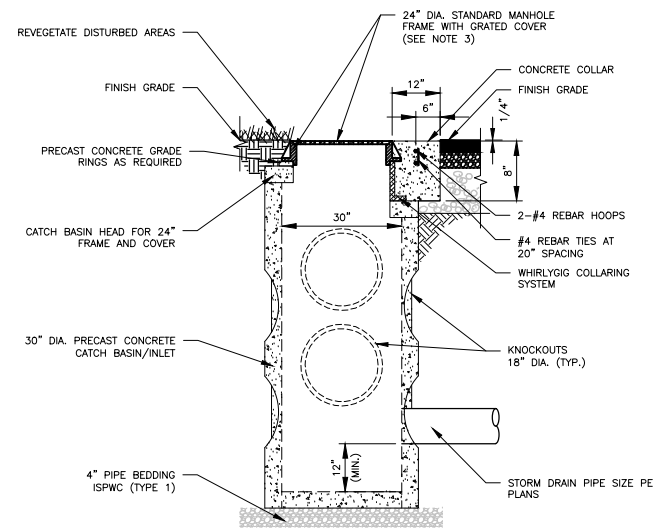 24" DIA. STANDARD MANHOLE
FRAME WITH GRATED COVER
(SEE NOTE 3)
REVEGETATE DISTURBED AREAS
CONCRETE COLLAR
FINISH GRADE
12"
FINISH GRADE
6"
1/4"
PRECAST CONCRETE GRADE
RINGS AS REQUIRED
8"
2-#4 REBAR HOOPS
CATCH BASIN HEAD FOR 24"
FRAME AND COVER
30"
#4 REBAR TIES AT
20" SPACING
WHIRLYGIG COLLARING
SYSTEM
30" DIA. PRECAST CONCRETE
CATCH BASIN/INLET
KNOCKOUTS
18" DIA. (TYP.)
12"
(MIN.)
4" PIPE BEDDING
ISPWC (TYPE 1)
STORM DRAIN PIPE SIZE PE
PLANS